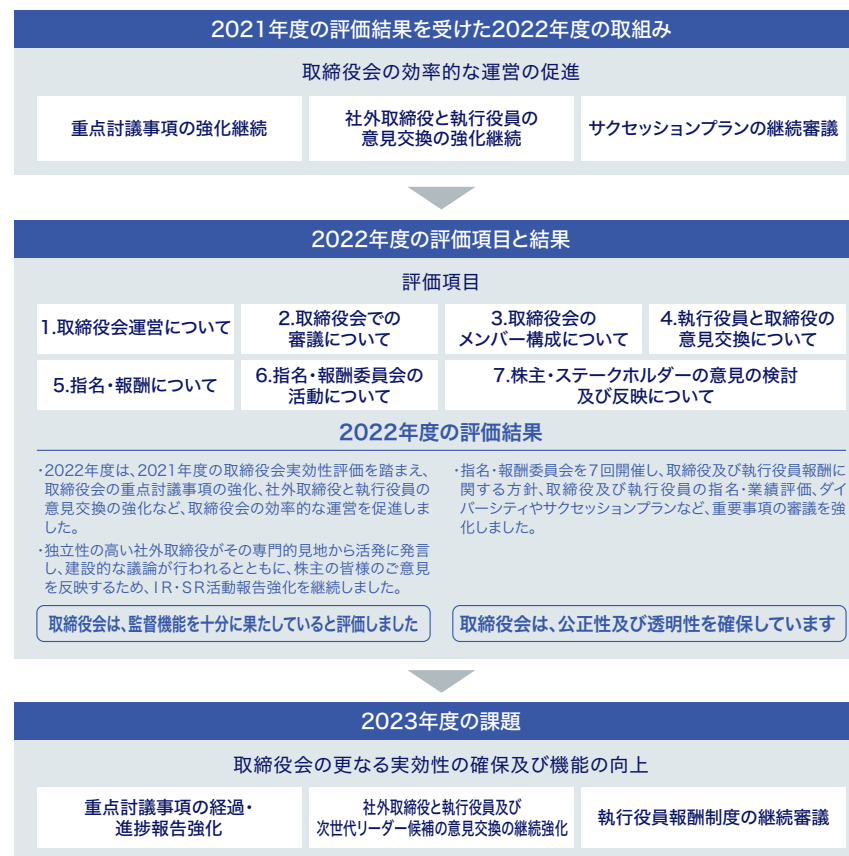 2021年度の評価結果を受けた2022年度の取組み
取締役会の効率的な運営の促進
重点討議事項の強化継続
社外取締役と執行役員の
意見交換の強化継続
サクセッションプランの継続審議
2022年度の評価項目と結果
評価項目
1.取締役会運営について
2.取締役会での
審議について
3.取締役会の
メンバー構成について
4.執行役員と取締役の
意見交換について
5.指名・報酬について
6.指名・報酬委員会の
活動について
7.株主・ステークホルダーの意見の検討
及び反映について
2022年度の評価結果
・2022年度は、2021年度の取締役会実効性評価を踏まえ、
取締役会の重点討議事項の強化、社外取締役と執行役員の
意見交換の強化など、取締役会の効率的な運営を促進しま
した。
・独立性の高い社外取締役がその専門的見地から活発に発言
し、建設的な議論が行われるとともに、株主の皆様のご意見
を反映するため、IR・SR活動報告強化を継続しました。
取締役会は、監督機能を十分に果たしていると評価しました
・指名・報酬委員会を7回開催し、取締役及び執行役員報酬に
関する方針、取締役及び執行役員の指名・業績評価、ダイ
バーシティやサクセッションプランなど、重要事項の審議を強
化しました。
取締役会は、公正性及び透明性を確保しています
2023年度の課題
取締役会の更なる実効性の確保及び機能の向上
重点討議事項の経過・
進捗報告強化
社外取締役と執行役員及び
次世代リーダー候補の意見交換の継続強化
執行役員報酬制度の継続審議